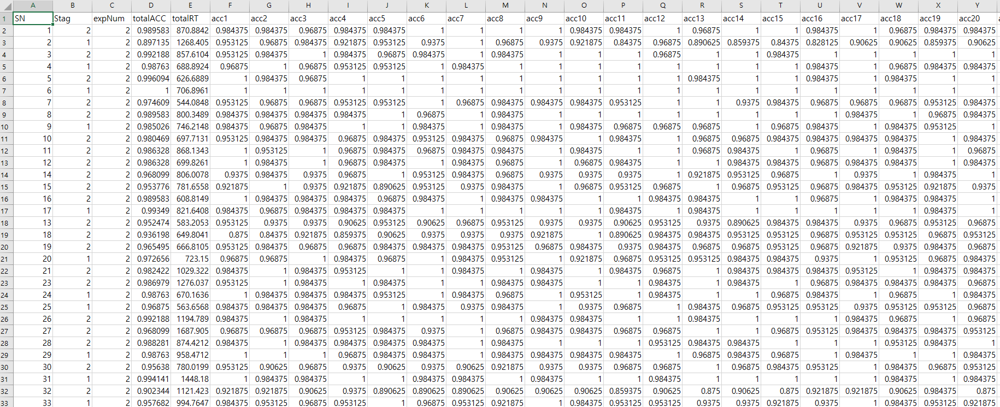 A B C D E F G H I J K L M N O P Q R S T U V W X Y
1 SN Stag expNum totalACC totalRT acc1 acc2 acc3 acc4 acc5 acc6 acc7 acc8 acc9 acc10 acc11 acc12 acc13 acc14 acc15 acc16 acc17 acc18 acc19 acc20
2 1 2 2 0.989583 870.8842 0.984375 0.984375 0.96875 0.984375 0.984375 1 1 1 1 0.984375 0.984375 1 0.96875 1 1 0.984375 1 0.96875 0.984375 0.984375
3 2 1 2 0.897135 1268.405 0.953125 0.96875 0.984375 0.921875 0.953125 0.9375 1 0.96875 0.9375 0.921875 0.84375 0.96875 0.890625 0.859375 0.84375 0.828125 0.90625 0.90625 0.859375 0.90625
4 3 2 2 0.992188 857.6104 0.953125 0.984375 1 0.984375 0.96875 0.984375 1 0.984375 1 1 1 0.96875 1 1 0.984375 1 1 1 1 1
5 4 1 2 0.98763 688.8924 0.96875 1 0.96875 0.953125 0.953125 1 0.984375 1 1 1 1 1 1 1 1 0.984375 1 0.96875 0.984375 0.984375
6 5 2 2 0.996094 626.6889 1 0.984375 0.96875 1 1 1 1 1 1 1 1 1 0.984375 1 1 0.984375 1 0.984375 1 1
7 6 1 2 1 706.8961 1 1 1 1 1 1 1 1 1 1 1 1 1 1 1 1 1 1 1 1
8 7 2 2 0.974609 544.0848 0.953125 0.96875 0.96875 0.953125 0.953125 1 0.96875 0.984375 0.984375 0.984375 0.953125 1 1 0.9375 0.984375 0.96875 0.96875 0.96875 0.953125 0.984375
9 8 2 2 0.989583 800.3489 0.984375 0.984375 0.984375 0.984375 1 0.96875 1 0.984375 1 1 1 1 1 1 1 1 0.984375 1 0.96875 0.984375
10 9 1 2 0.985026 746.2148 0.984375 0.96875 0.984375 1 1 0.984375 1 0.984375 1 0.984375 0.96875 0.96875 0.96875 1 0.96875 0.984375 1 0.984375 0.953125 1
11 10 2 2 0.980469 697.7131 0.953125 0.984375 0.984375 0.96875 0.984375 0.953125 0.984375 0.96875 0.984375 1 0.984375 1 0.96875 0.96875 0.984375 0.984375 0.984375 0.984375 1 0.984375
12 11 2 2 0.986328 868.1343 1 0.953125 1 0.96875 0.984375 0.96875 0.984375 0.984375 1 0.984375 1 1 0.96875 0.984375 1 0.96875 1 0.984375 1 0.96875
13 12 2 2 0.986328 699.8261 1 0.984375 1 0.96875 0.984375 1 0.984375 0.96875 1 0.96875 0.984375 1 1 0.984375 0.984375 0.96875 0.984375 0.984375 1 0.984375
14 14 2 2 0.968099 806.0078 0.9375 0.984375 0.9375 0.96875 1 0.953125 0.984375 0.96875 0.9375 0.9375 0.9375 1 0.921875 0.953125 0.96875 1 0.9375 1 0.984375 1
15 15 2 2 0.953776 781.6558 0.921875 1 0.9375 0.921875 0.890625 0.953125 0.9375 0.984375 1 0.96875 0.953125 0.96875 1 0.96875 0.953125 0.96875 0.984375 0.953125 0.921875 0.9375
16 16 2 2 0.989583 608.8149 1 0.984375 0.984375 0.984375 0.96875 0.984375 1 0.984375 0.984375 1 1 0.984375 0.984375 1 1 0.96875 1 0.984375 0.984375 1
17 17 1 2 0.99349 821.6408 0.984375 0.96875 0.984375 0.984375 0.984375 1 1 1 1 1 0.984375 1 0.984375 1 1 1 1 1 0.984375 1
18 13 2 2 0.952474 583.2053 0.953125 0.9375 0.9375 0.90625 0.953125 0.90625 0.96875 0.953125 0.9375 0.9375 0.90625 0.953125 0.9375 0.890625 0.984375 0.984375 0.9375 0.96875 0.953125 0.96875
19 18 2 2 0.936198 649.8041 0.875 0.84375 0.921875 0.859375 0.90625 0.9375 0.9375 0.9375 0.921875 1 0.890625 0.984375 0.984375 0.953125 0.953125 0.96875 0.953125 0.953125 0.96875 0.953125
20 19 2 2 0.965495 666.8105 0.953125 0.984375 0.96875 0.96875 0.984375 0.984375 0.984375 0.953125 0.96875 0.984375 0.9375 0.984375 0.96875 0.96875 0.953125 0.96875 0.921875 0.9375 0.984375 0.96875
21 20 1 2 0.972656 723.15 0.96875 0.96875 1 0.984375 0.96875 1 0.984375 0.953125 1 0.921875 0.96875 0.953125 0.953125 0.984375 0.984375 0.9375 1 0.953125 0.96875 0.984375
22 21 2 2 0.982422 1029.322 0.984375 1 0.984375 0.953125 1 1 0.984375 1 0.984375 1 0.984375 0.96875 1 0.984375 0.984375 0.984375 0.953125 1 0.984375 0.984375
23 23 2 2 0.986979 1276.037 0.953125 1 0.984375 1 0.984375 1 1 0.984375 0.984375 1 1 0.984375 1 0.984375 1 0.96875 0.984375 0.984375 0.984375 0.96875
24 24 1 2 0.98763 670.1636 1 0.984375 0.984375 0.984375 0.953125 1 0.984375 0.96875 1 0.953125 1 0.984375 1 1 0.96875 0.984375 1 0.96875 1 0.984375
25 25 1 2 0.96875 563.6568 0.984375 0.984375 0.984375 0.96875 1 0.984375 0.9375 0.984375 1 0.9375 0.96875 1 0.984375 0.96875 0.953125 0.953125 0.9375 0.953125 0.953125 0.96875
26 26 2 2 0.992188 1194.789 0.984375 1 0.984375 1 1 1 1 1 0.984375 0.984375 1 1 0.984375 1 1 1 0.984375 0.96875 1 0.96875
27 27 2 2 0.968099 1687.905 0.96875 0.96875 0.96875 0.953125 0.984375 0.9375 1 0.96875 0.984375 0.984375 0.96875 0.96875 1 1 0.96875 0.953125 0.984375 0.984375 0.984375 0.953125
28 28 2 2 0.988281 874.4212 0.984375 1 0.984375 0.984375 0.984375 0.984375 1 0.984375 1 1 1 0.953125 0.984375 0.984375 1 1 1 0.953125 0.984375 1
29 29 1 2 0.98763 958.4712 1 1 1 0.96875 0.984375 0.984375 1 0.984375 0.984375 0.984375 0.984375 1 0.96875 0.984375 0.96875 1 0.984375 1 1 0.984375
30 30 2 2 0.95638 780.0199 0.953125 0.90625 0.96875 0.9375 0.90625 0.9375 0.90625 0.921875 0.9375 0.9375 0.96875 0.96875 1 0.96875 0.984375 0.953125 1 0.984375 0.96875 0.953125
31 31 1 2 0.994141 1448.18 1 0.984375 0.984375 1 1 0.984375 0.984375 1 0.984375 1 1 0.984375 1 1 1 1 1 0.984375 1 0.984375
32 32 2 2 0.902344 1121.423 0.921875 0.921875 0.90625 0.9375 0.890625 0.890625 0.890625 0.90625 0.90625 0.90625 0.859375 0.90625 0.875 0.90625 0.875 0.921875 0.921875 0.90625 0.984375 0.875
33 33 1 2 0.957682 994.7647 0.984375 0.953125 0.96875 0.953125 1 0.96875 0.953125 0.921875 1 0.984375 0.953125 0.953125 0.9375 0.9375 0.921875 0.9375 1 0.984375 0.953125 0.921875